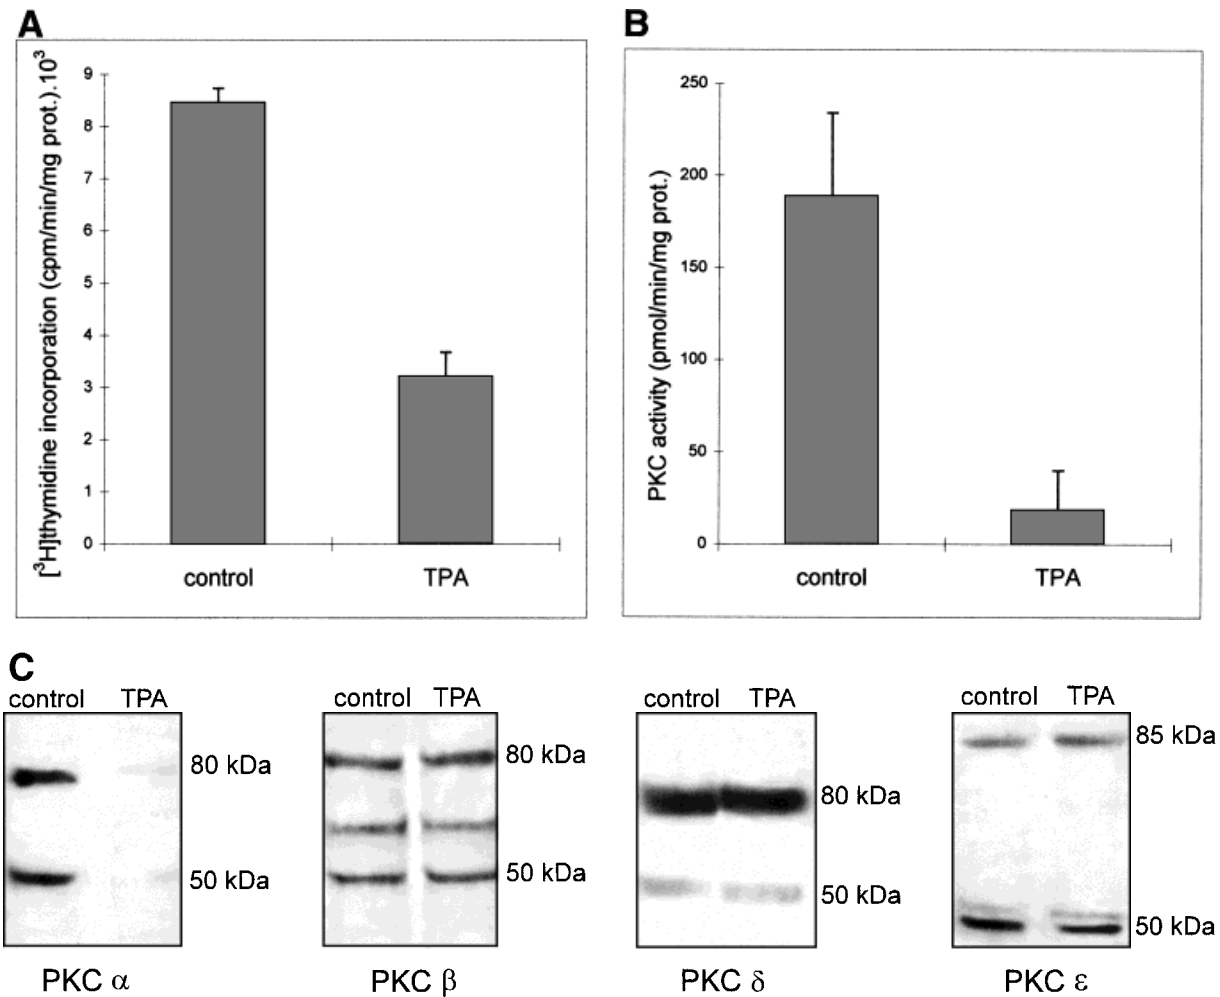 A
[³H]thymidine incorporation (cpm/min/mg prot.).10³
9
8
7
6
5
4
3
2
1
0
control TPA
B
PKC activity (pmol/min/mg prot.)
250
200
150
100
50
0
control TPA
C
control TPA
80 kDa
50 kDa
PKC α
control TPA
80 kDa
50 kDa
PKC β
control TPA
80 kDa
50 kDa
PKC δ
control TPA
85 kDa
50 kDa
PKC ε